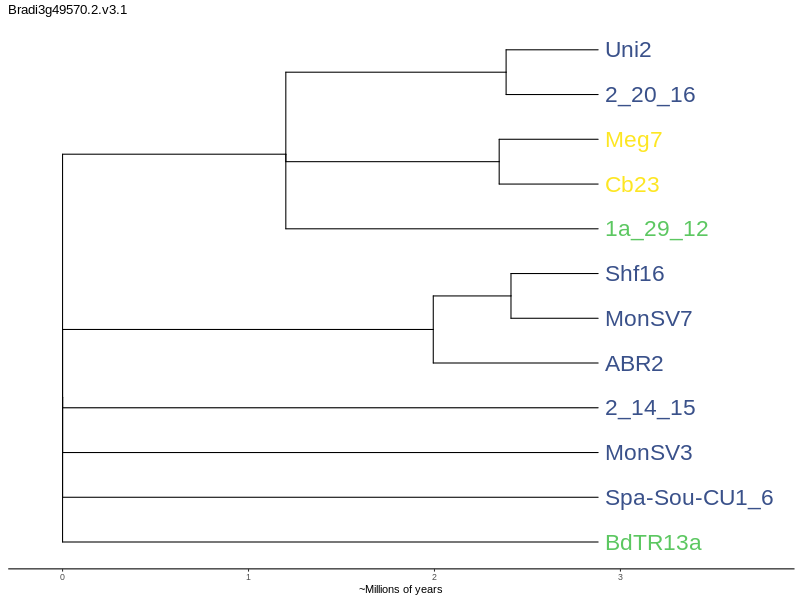 Bradi3g49570.2.v3.1
Uni2
2_20_16
Meg7
Cb23
1a_29_12
Shf16
MonSV7
ABR2
2_14_15
MonSV3
Spa-Sou-CU1_6
BdTR13a
0 1 2 3
~Millions of years